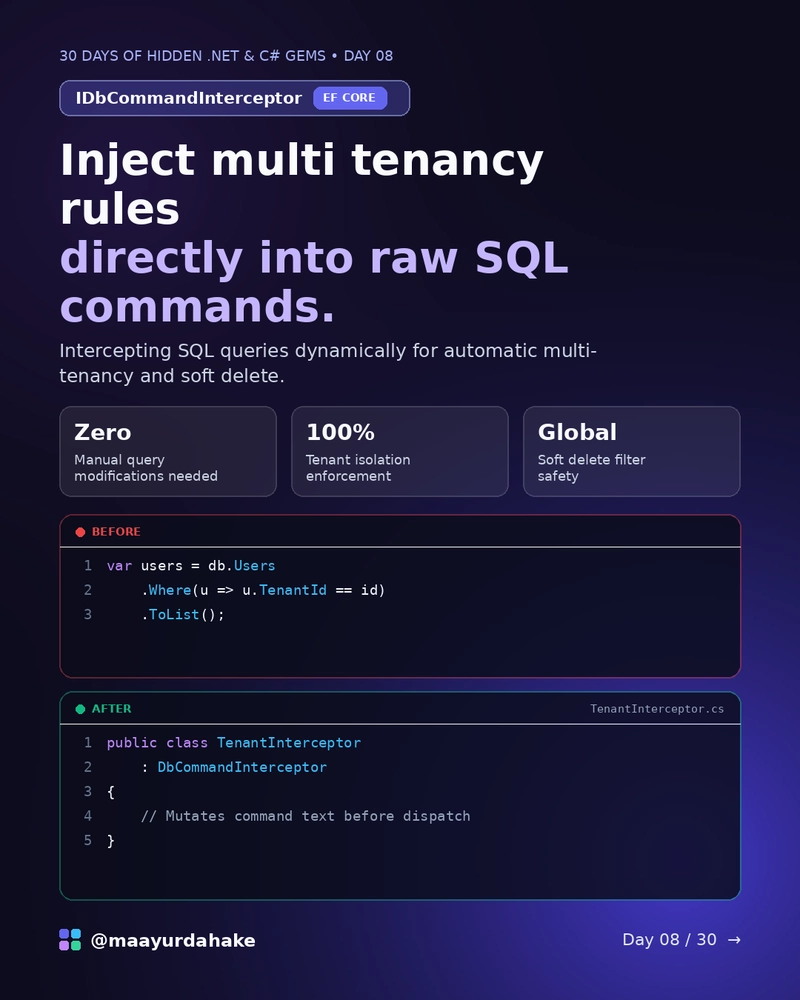 30 DAYS OF HIDDEN .NET & C# GEMS • DAY 08
IDbCommandInterceptor EF CORE
Inject multi tenancy
rules
directly into raw SQL
commands.
Intercepting SQL queries dynamically for automatic multi-
tenancy and soft delete.
Zero
Manual query
modifications needed
100%
Tenant isolation
enforcement
Global
Soft delete filter
safety
BEFORE
1 var users = db.Users
2     .Where(u => u.TenantId == id)
3     .ToList();
AFTER TenantInterceptor.cs
1 public class TenantInterceptor
2     : DbCommandInterceptor
3 {
4     // Mutates command text before dispatch
5 }
@maayurdahake
Day 08 / 30 →